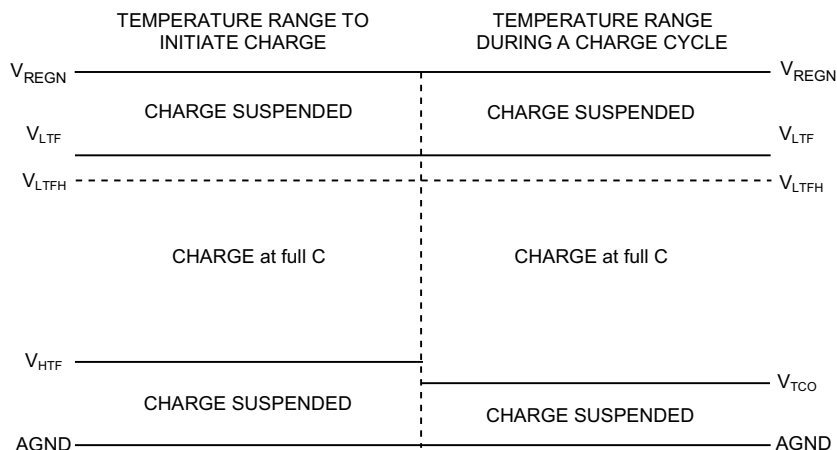 TEMPERATURE RANGE TO
INITIATE CHARGE
TEMPERATURE RANGE
DURING A CHARGE CYCLE
VREGN
VREGN
CHARGE SUSPENDED
CHARGE SUSPENDED
VLTF
VLTF
VLTFH
VLTFH
CHARGE at full C
CHARGE at full C
VHTF
VTCO
CHARGE SUSPENDED
CHARGE SUSPENDED
AGND
AGND